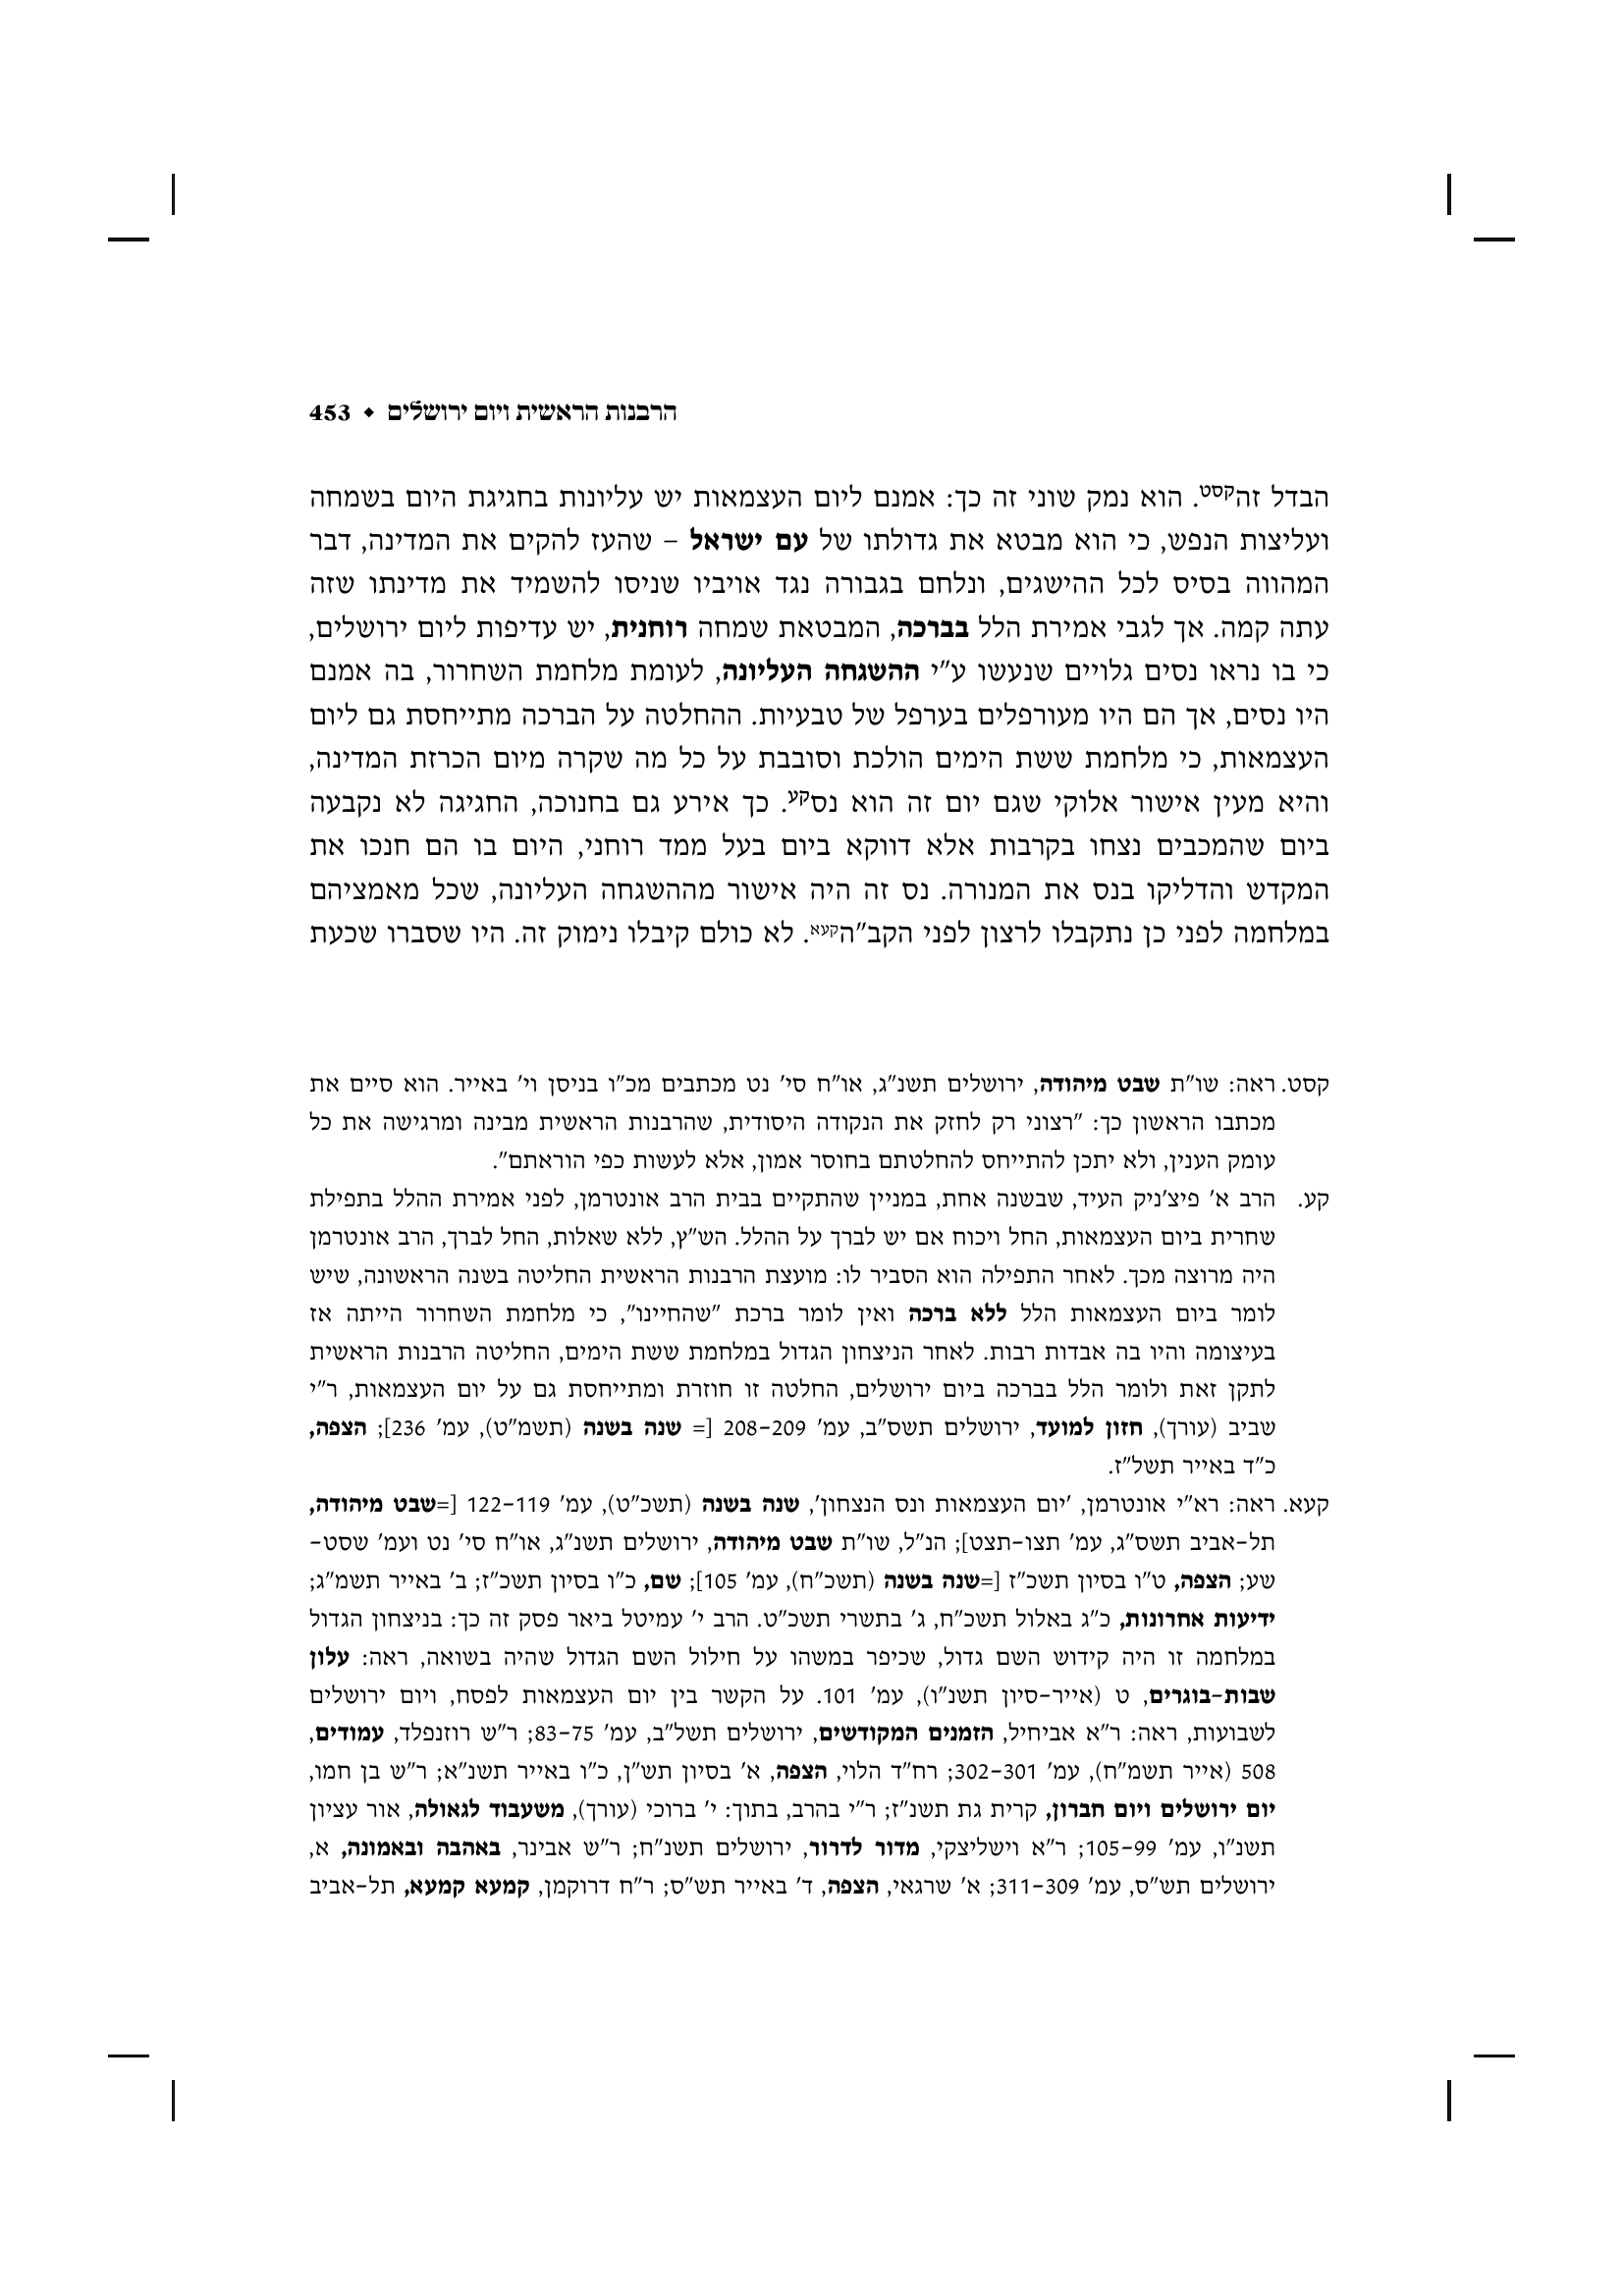 הרבנות הראשית ויום ירושלים ◆ 453
הבדל זהקסט. הוא נמק שוני זה כך: אמנם ליום העצמאות יש עליונות בחגיגת היום בשמחה
ועליצות הנפש, כי הוא מבטא את גדולתו של עם ישראל – שהעז להקים את המדינה, דבר
המהווה בסיס לכל ההישגים, ונלחם בגבורה נגד אויביו שניסו להשמיד את מדינתו שזה
עתה קמה. אך לגבי אמירת הלל בברכה, המבטאת שמחה רוחנית, יש עדיפות ליום ירושלים,
כי בו נראו נסים גלויים שנעשו ע"י ההשגחה העליונה, לעומת מלחמת השחרור, בה אמנם
היו נסים, אך הם היו מעורפלים בערפל של טבעיות. ההחלטה על הברכה מתייחסת גם ליום
העצמאות, כי מלחמת ששת הימים הולכת וסובבת על כל מה שקרה מיום הכרזת המדינה,
והיא מעין אישור אלוקי שגם יום זה הוא נסקע. כך אירע גם בחנוכה, החגיגה לא נקבעה
ביום שהמכבים נצחו בקרבות אלא דווקא ביום בעל ממד רוחני, היום בו הם חנכו את
המקדש והדליקו בנס את המנורה. נס זה היה אישור מההשגחה העליונה, שכל מאמציהם
במלחמה לפני כן נתקבלו לרצון לפני הקב"הקעא. לא כולם קיבלו נימוק זה. היו שסברו שכעת
קסט. ראה: שו"ת שבט מיהודה, ירושלים תשנ"ג, או"ח סי' נט מכתבים מכ"ו בניסן וי' באייר. הוא סיים את
מכתבו הראשון כך: "רצוני רק לחזק את הנקודה היסודית, שהרבנות הראשית מבינה ומרגישה את כל
עומק הענין, ולא יתכן להתייחס להחלטתם בחוסר אמון, אלא לעשות כפי הוראתם".
קע. הרב א' פיצ'ניק העיד, שבשנה אחת, במניין שהתקיים בבית הרב אונטרמן, לפני אמירת ההלל בתפילת
שחרית ביום העצמאות, החל ויכוח אם יש לברך על ההלל. הש"ץ, ללא שאלות, החל לברך, הרב אונטרמן
היה מרוצה מכך. לאחר התפילה הוא הסביר לו: מועצת הרבנות הראשית החליטה בשנה הראשונה, שיש
לומר ביום העצמאות הלל ללא ברכה ואין לומר ברכת "שהחיינו", כי מלחמת השחרור הייתה אז
בעיצומה והיו בה אבדות רבות. לאחר הניצחון הגדול במלחמת ששת הימים, החליטה הרבנות הראשית
לתקן זאת ולומר הלל בברכה ביום ירושלים, החלטה זו חוזרת ומתייחסת גם על יום העצמאות, ר"י
שביב (עורך), חזון למועד, ירושלים תשס"ב, עמ' 208–209 [= שנה בשנה (תשמ"ט), עמ' 236]; הצפה,
כ"ד באייר תשל"ז.
קעא. ראה: רא"י אונטרמן, 'יום העצמאות ונס הנצחון', שנה בשנה (תשכ"ט), עמ' 119–122 [=שבט מיהודה,
תל–אביב תשס"ג, עמ' תצו–תצט]; הנ"ל, שו"ת שבט מיהודה, ירושלים תשנ"ג, או"ח סי' נט ועמ' שסט–
שע; הצפה, ט"ו בסיון תשכ"ז [=שנה בשנה (תשכ"ח), עמ' 105]; שם, כ"ו בסיון תשכ"ז; ב' באייר תשמ"ג;
ידיעות אחרונות, כ"ג באלול תשכ"ח, ג' בתשרי תשכ"ט. הרב י' עמיטל ביאר פסק זה כך: בניצחון הגדול
במלחמה זו היה קידוש השם גדול, שכיפר במשהו על חילול השם הגדול שהיה בשואה, ראה: עלון
שבות–בוגרים, ט (אייר–סיון תשנ"ו), עמ' 101. על הקשר בין יום העצמאות לפסח, ויום ירושלים
לשבועות, ראה: ר"א אביחיל, הזמנים המקודשים, ירושלים תשל"ב, עמ' 75–83; ר"ש רוזנפלד, עמודים,
508 (אייר תשמ"ח), עמ' 301–302; רח"ד הלוי, הצפה, א' בסיון תש"ן, כ"ו באייר תשנ"א; ר"ש בן חמו,
יום ירושלים ויום חברון, קרית גת תשנ"ז; ר"י בהרב, בתוך: י' ברוכי (עורך), משעבוד לגאולה, אור עציון
תשנ"ו, עמ' 99–105; ר"א וישליצקי, מדור לדרור, ירושלים תשנ"ח; ר"ש אבינר, באהבה ובאמונה, א,
ירושלים תש"ס, עמ' 309–311; א' שרגאי, הצפה, ד' באייר תש"ס; ר"ח דרוקמן, קמעא קמעא, תל–אביב